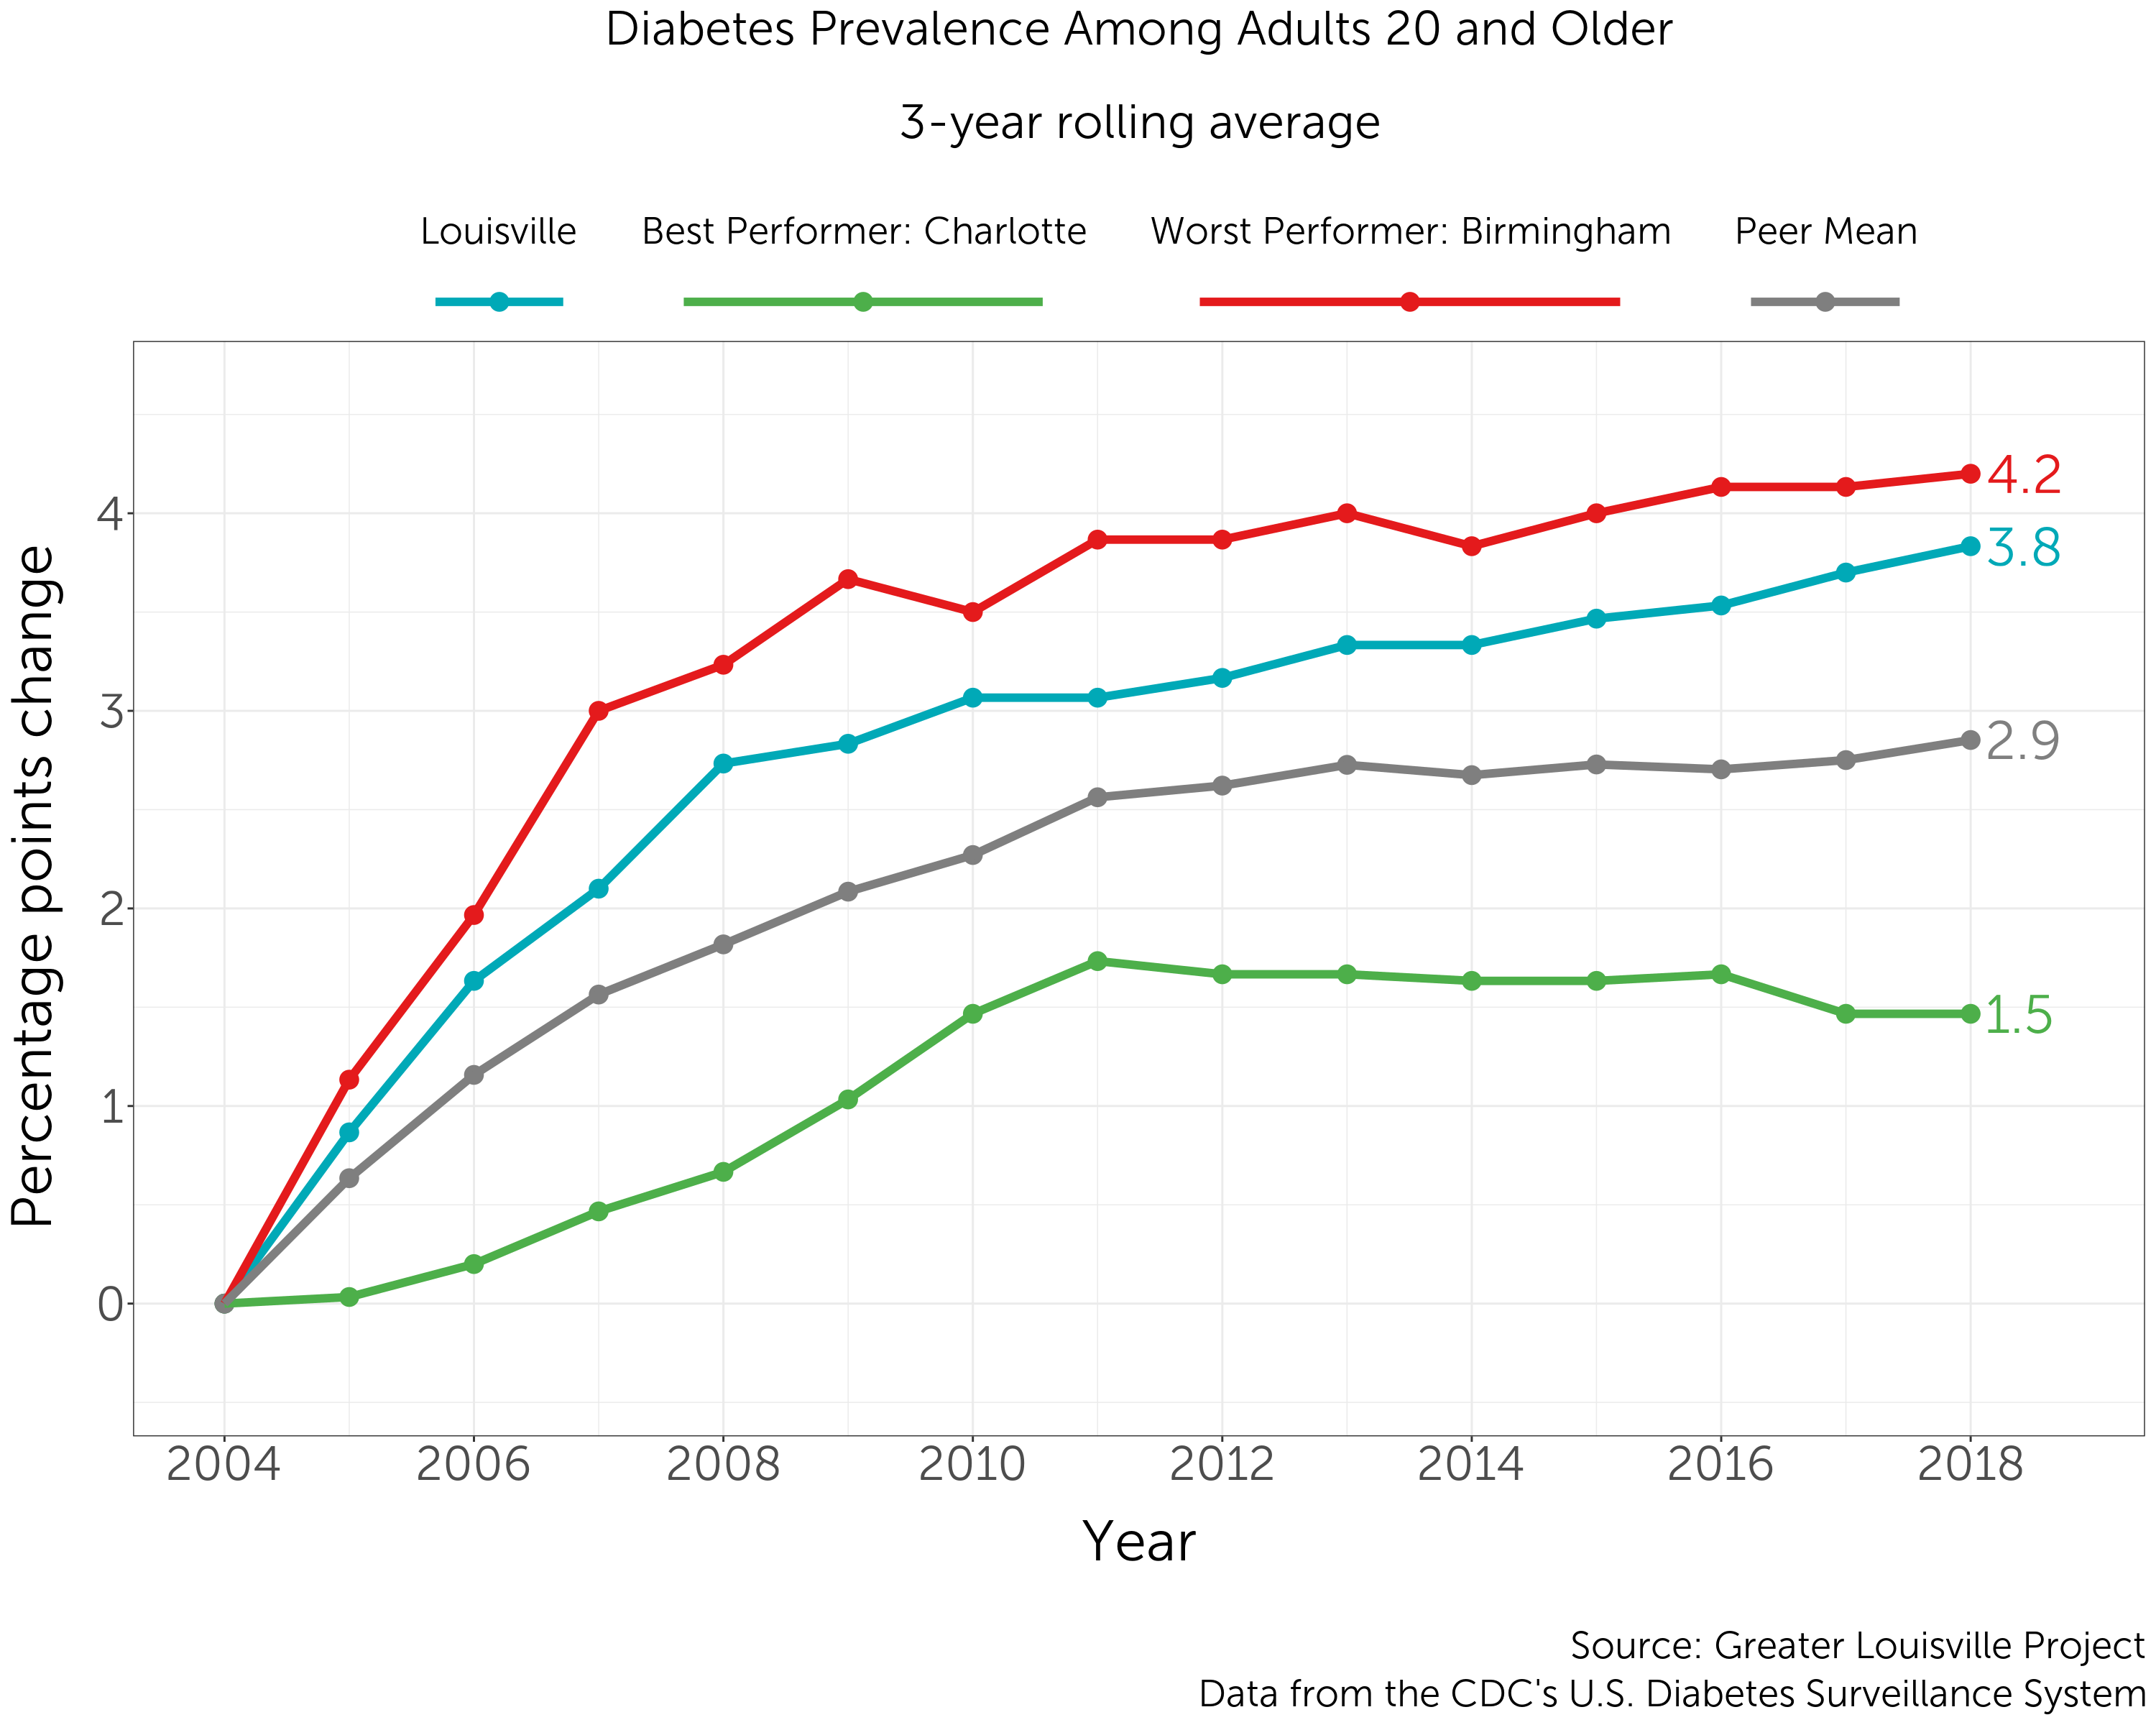 Diabetes Prevalence Among Adults 20 and Older
3-year rolling average
Louisville Best Performer: Charlotte Worst Performer: Birmingham Peer Mean
Percentage points change
4
3
2
1
0
4.2
3.8
2.9
1.5
2004 2006 2008 2010 2012 2014 2016 2018
Year
Source: Greater Louisville Project
Data from the CDC's U.S. Diabetes Surveillance System